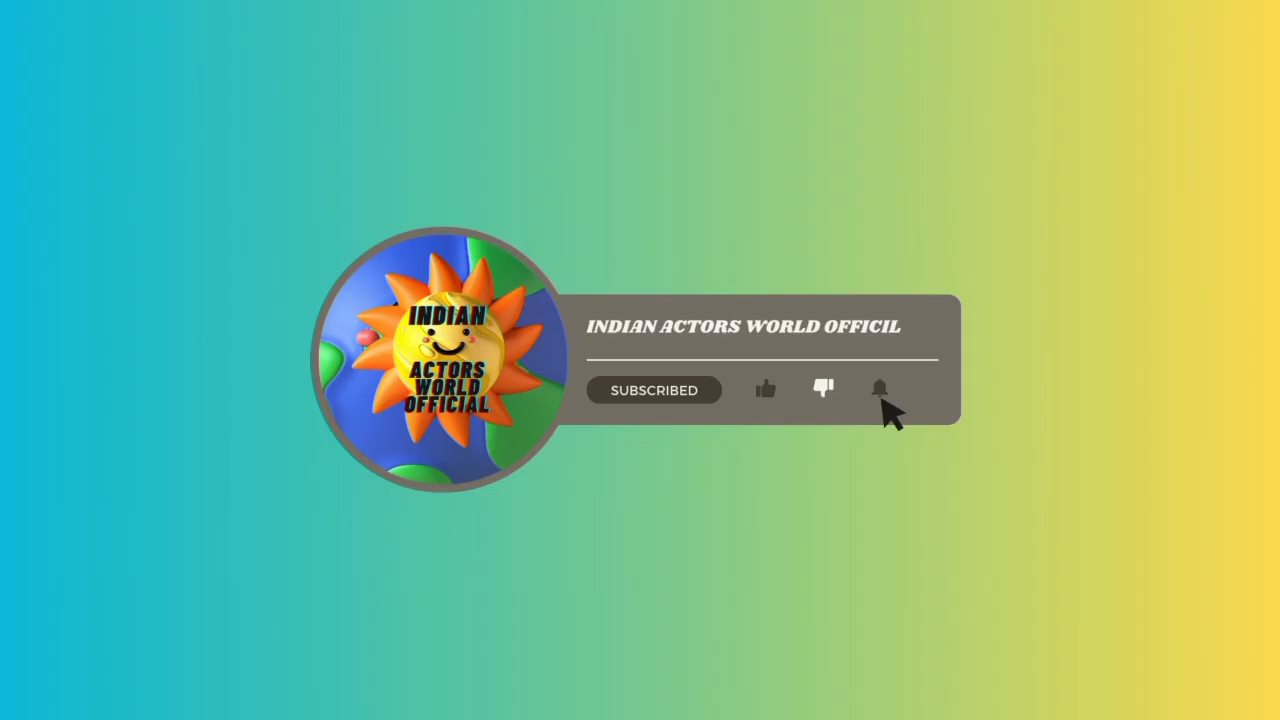 INDIAN
ACTORS
WORLD
OFFICIAL
INDIAN ACTORS WORLD OFFICIL
SUBSCRIBED